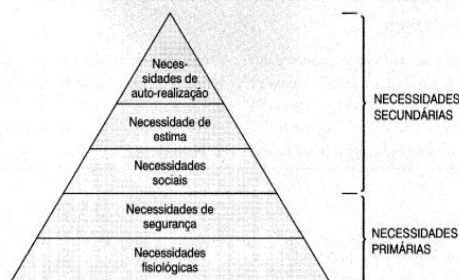 Neces-
sidades de
auto-realização
Necessidade de
estima
Necessidades
sociais
Necessidades de
segurança
Necessidades
fisiológicas
NECESSIDADES
SECUNDÁRIAS
NECESSIDADES
PRIMÁRIAS